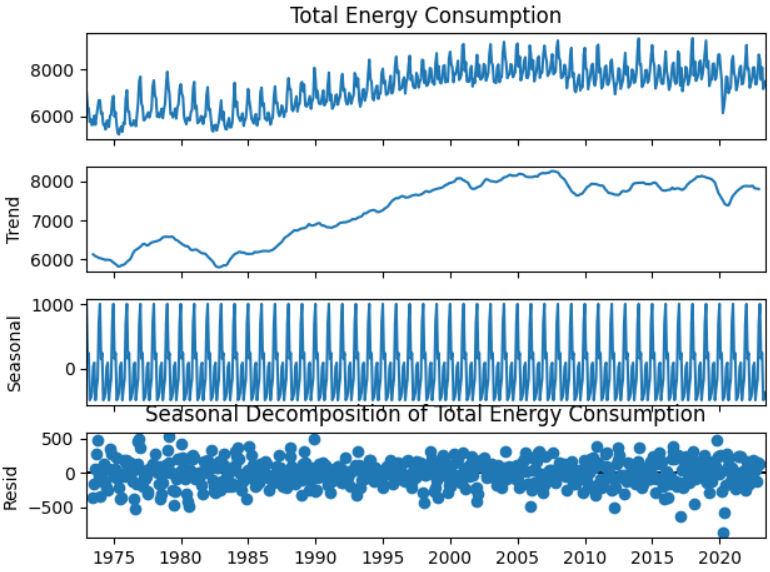 Total Energy Consumption
8000
6000
Trend
8000
7000
6000
Seasonal
1000
0
Seasonal Decomposition of Total Energy Consumption
Resid
500
0
−500
1975 1980 1985 1990 1995 2000 2005 2010 2015 2020